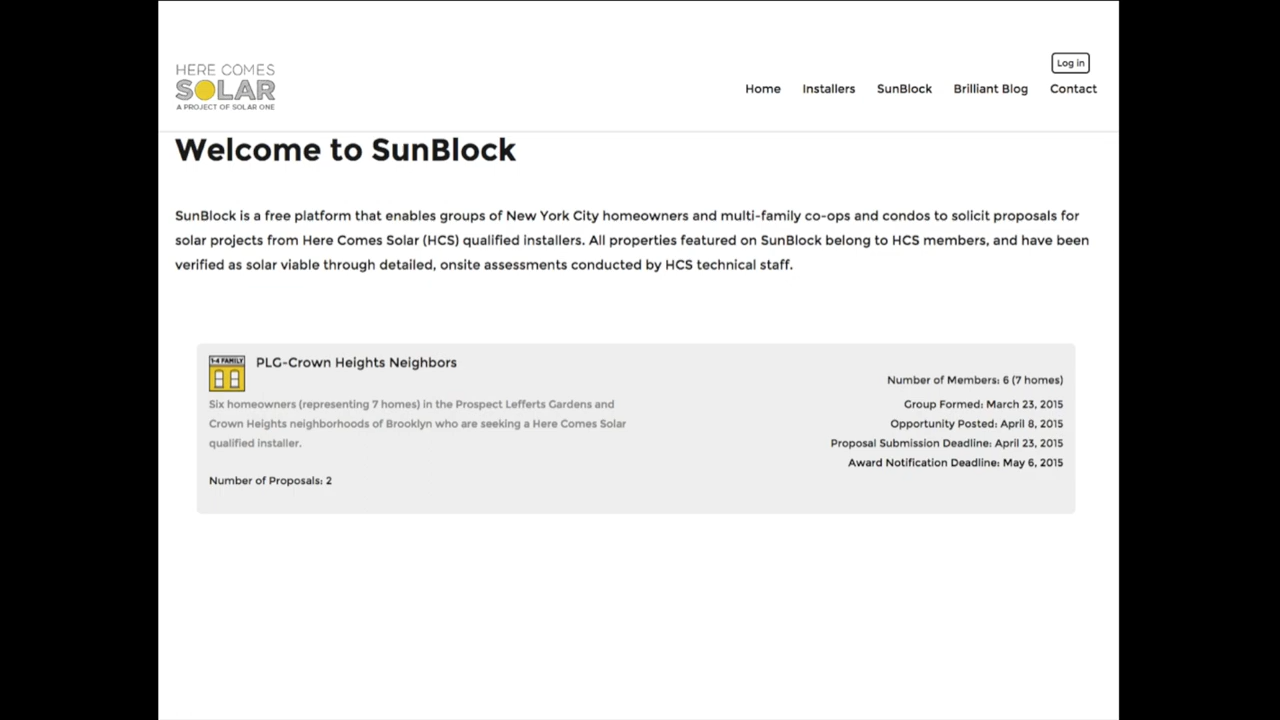 HERE COMES
SOLAR
A PROJECT OF SOLAR ONE
Log in
Home Installers SunBlock Brilliant Blog Contact
Welcome to SunBlock
SunBlock is a free platform that enables groups of New York City homeowners and multi-family co-ops and condos to solicit proposals for
solar projects from Here Comes Solar (HCS) qualified installers. All properties featured on SunBlock belong to HCS members, and have been
verified as solar viable through detailed, onsite assessments conducted by HCS technical staff.
1-4 FAMILY
PLG-Crown Heights Neighbors
Six homeowners (representing 7 homes) in the Prospect Lefferts Gardens and
Crown Heights neighborhoods of Brooklyn who are seeking a Here Comes Solar
qualified installer.
Number of Proposals: 2
Number of Members: 6 (7 homes)
Group Formed: March 23, 2015
Opportunity Posted: April 8, 2015
Proposal Submission Deadline: April 23, 2015
Award Notification Deadline: May 6, 2015